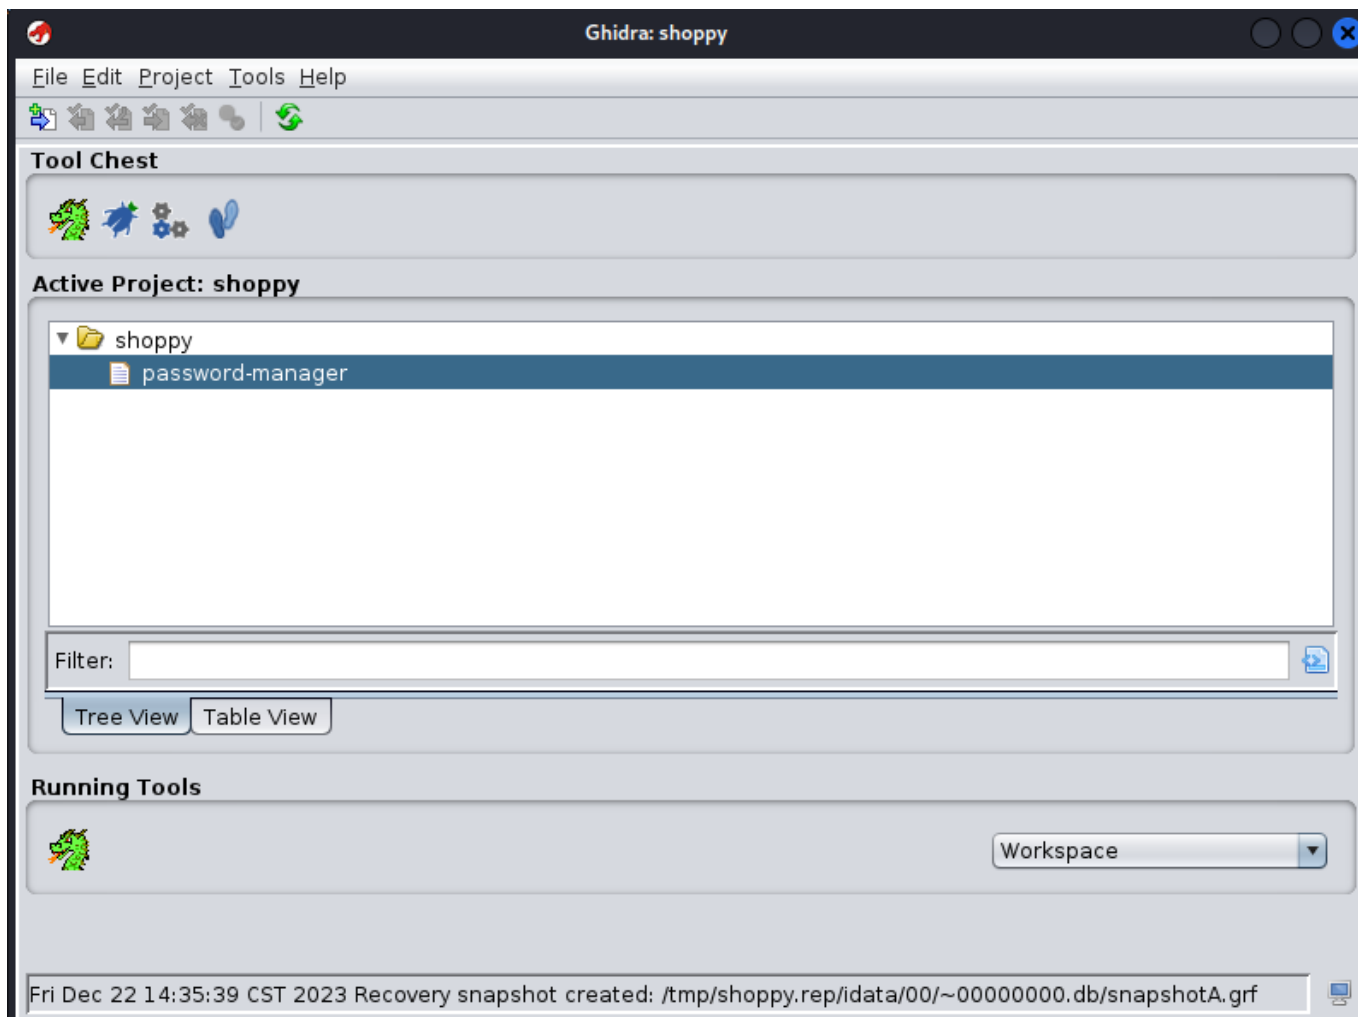 Ghidra: shoppy
File Edit Project Tools Help
Tool Chest
Active Project: shoppy
shoppy
password-manager
Filter:
Tree View Table View
Running Tools
Workspace
Fri Dec 22 14:35:39 CST 2023 Recovery snapshot created: /tmp/shoppy.rep/idata/00/~00000000.db/snapshotA.grf